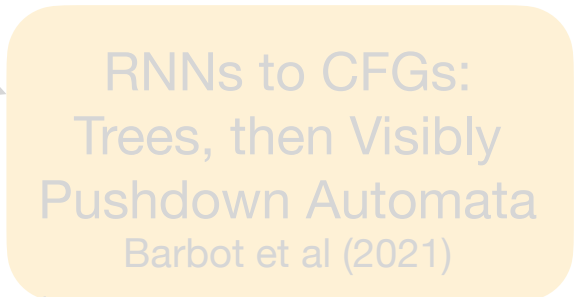 RNNs to CFGs:
Trees, then Visibly
Pushdown Automata
Barbot et al (2021)